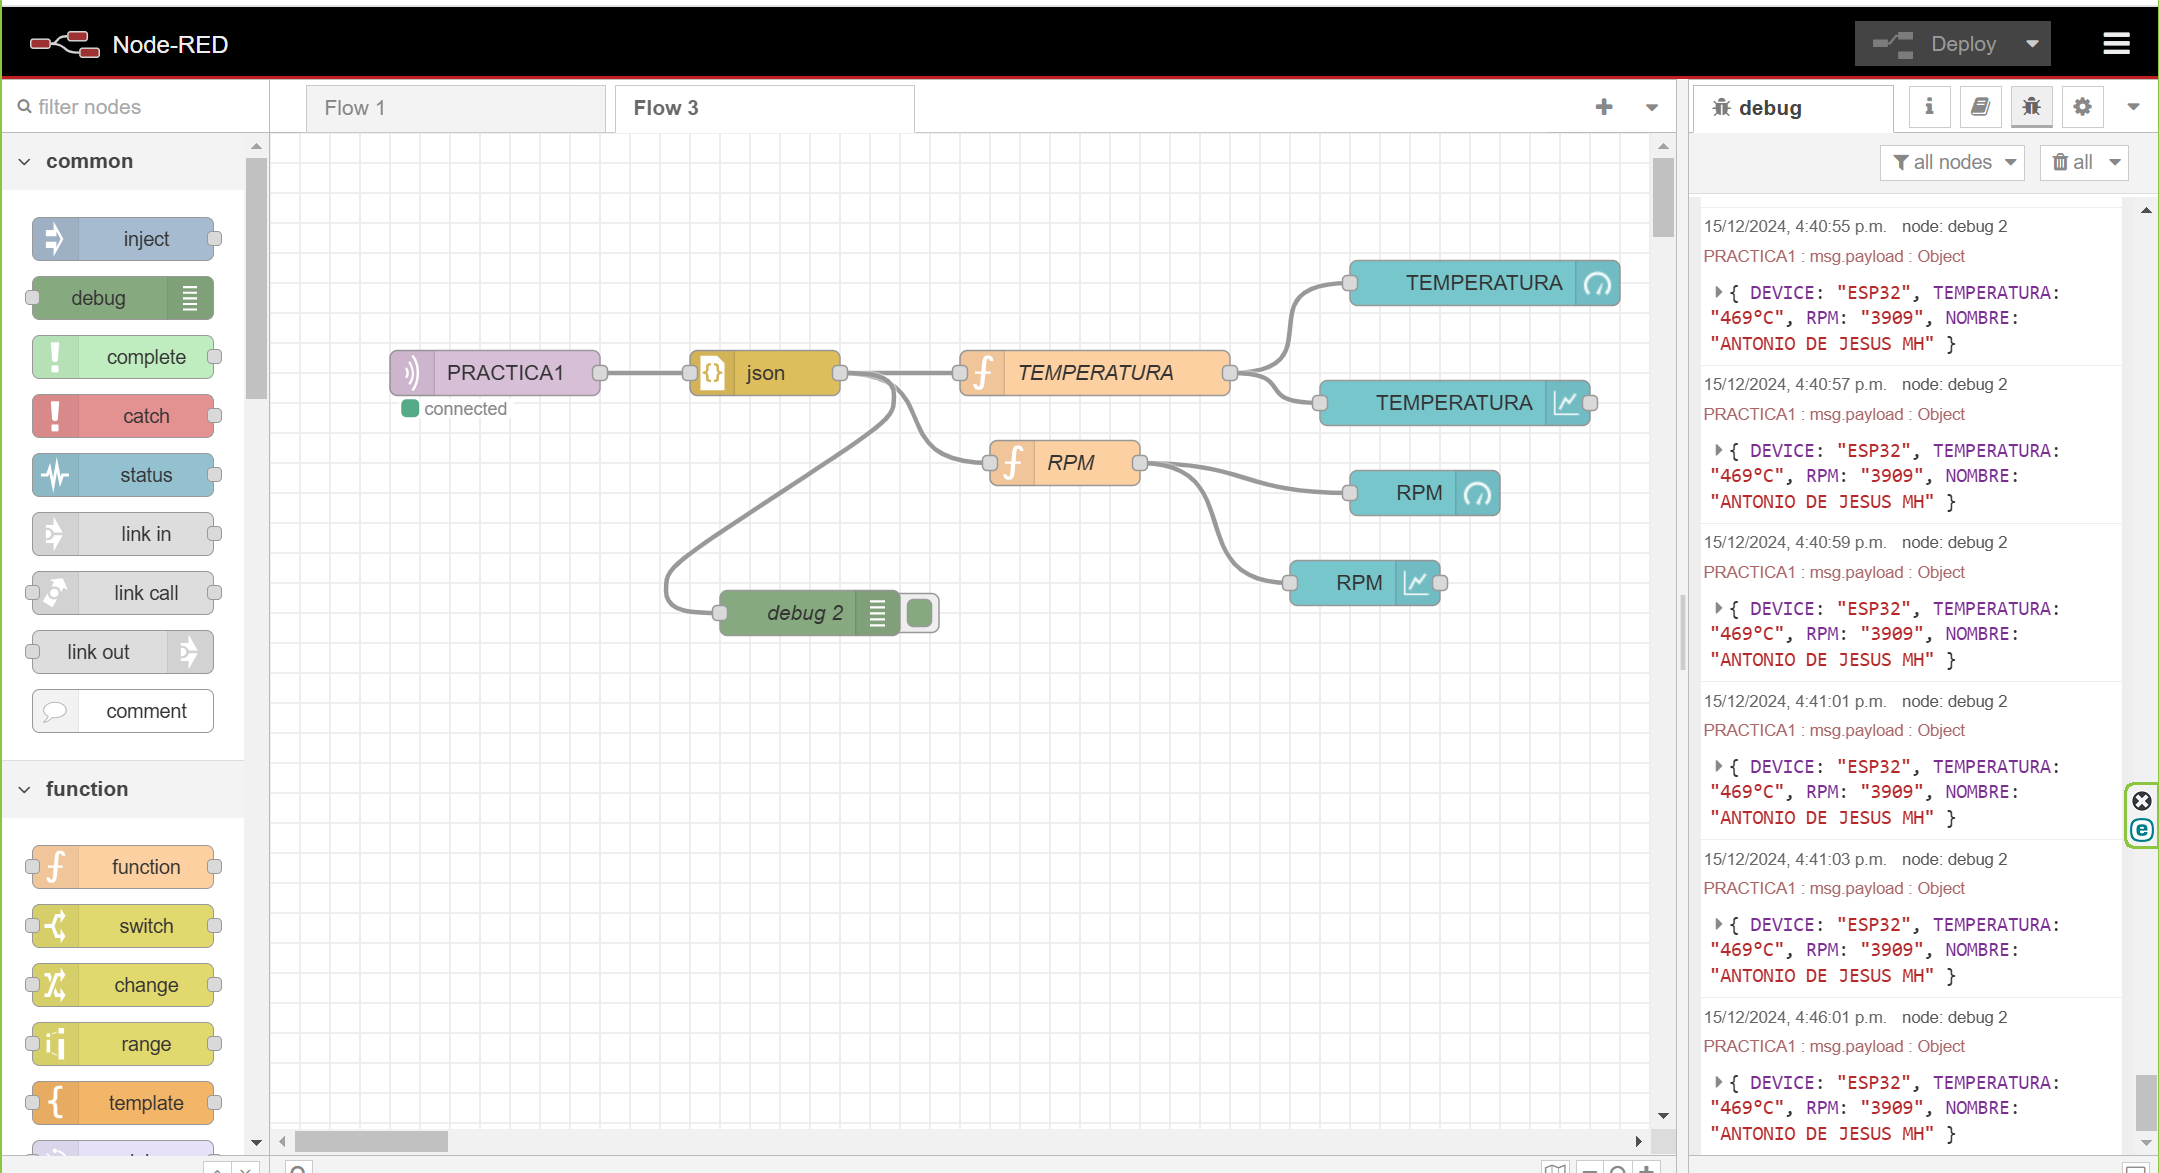 Node-RED
Deploy
filter nodes
Flow 1
Flow 3
debug
common
all nodes
all
inject
debug
complete
catch
status
link in
link call
link out
comment
function
function
switch
change
range
template
PRACTICA1
connected
json
TEMPERATURA
TEMPERATURA
TEMPERATURA
RPM
RPM
RPM
debug 2
15/12/2024, 4:40:55 p.m. node: debug 2
PRACTICA1 : msg.payload : Object
{ DEVICE: "ESP32", TEMPERATURA:
"469ºC", RPM: "3909", NOMBRE:
"ANTONIO DE JESUS MH" }
15/12/2024, 4:40:57 p.m. node: debug 2
PRACTICA1 : msg.payload : Object
{ DEVICE: "ESP32", TEMPERATURA:
"469ºC", RPM: "3909", NOMBRE:
"ANTONIO DE JESUS MH" }
15/12/2024, 4:40:59 p.m. node: debug 2
PRACTICA1 : msg.payload : Object
{ DEVICE: "ESP32", TEMPERATURA:
"469ºC", RPM: "3909", NOMBRE:
"ANTONIO DE JESUS MH" }
15/12/2024, 4:41:01 p.m. node: debug 2
PRACTICA1 : msg.payload : Object
{ DEVICE: "ESP32", TEMPERATURA:
"469ºC", RPM: "3909", NOMBRE:
"ANTONIO DE JESUS MH" }
15/12/2024, 4:41:03 p.m. node: debug 2
PRACTICA1 : msg.payload : Object
{ DEVICE: "ESP32", TEMPERATURA:
"469ºC", RPM: "3909", NOMBRE:
"ANTONIO DE JESUS MH" }
15/12/2024, 4:46:01 p.m. node: debug 2
PRACTICA1 : msg.payload : Object
{ DEVICE: "ESP32", TEMPERATURA:
"469ºC", RPM: "3909", NOMBRE:
"ANTONIO DE JESUS MH" }